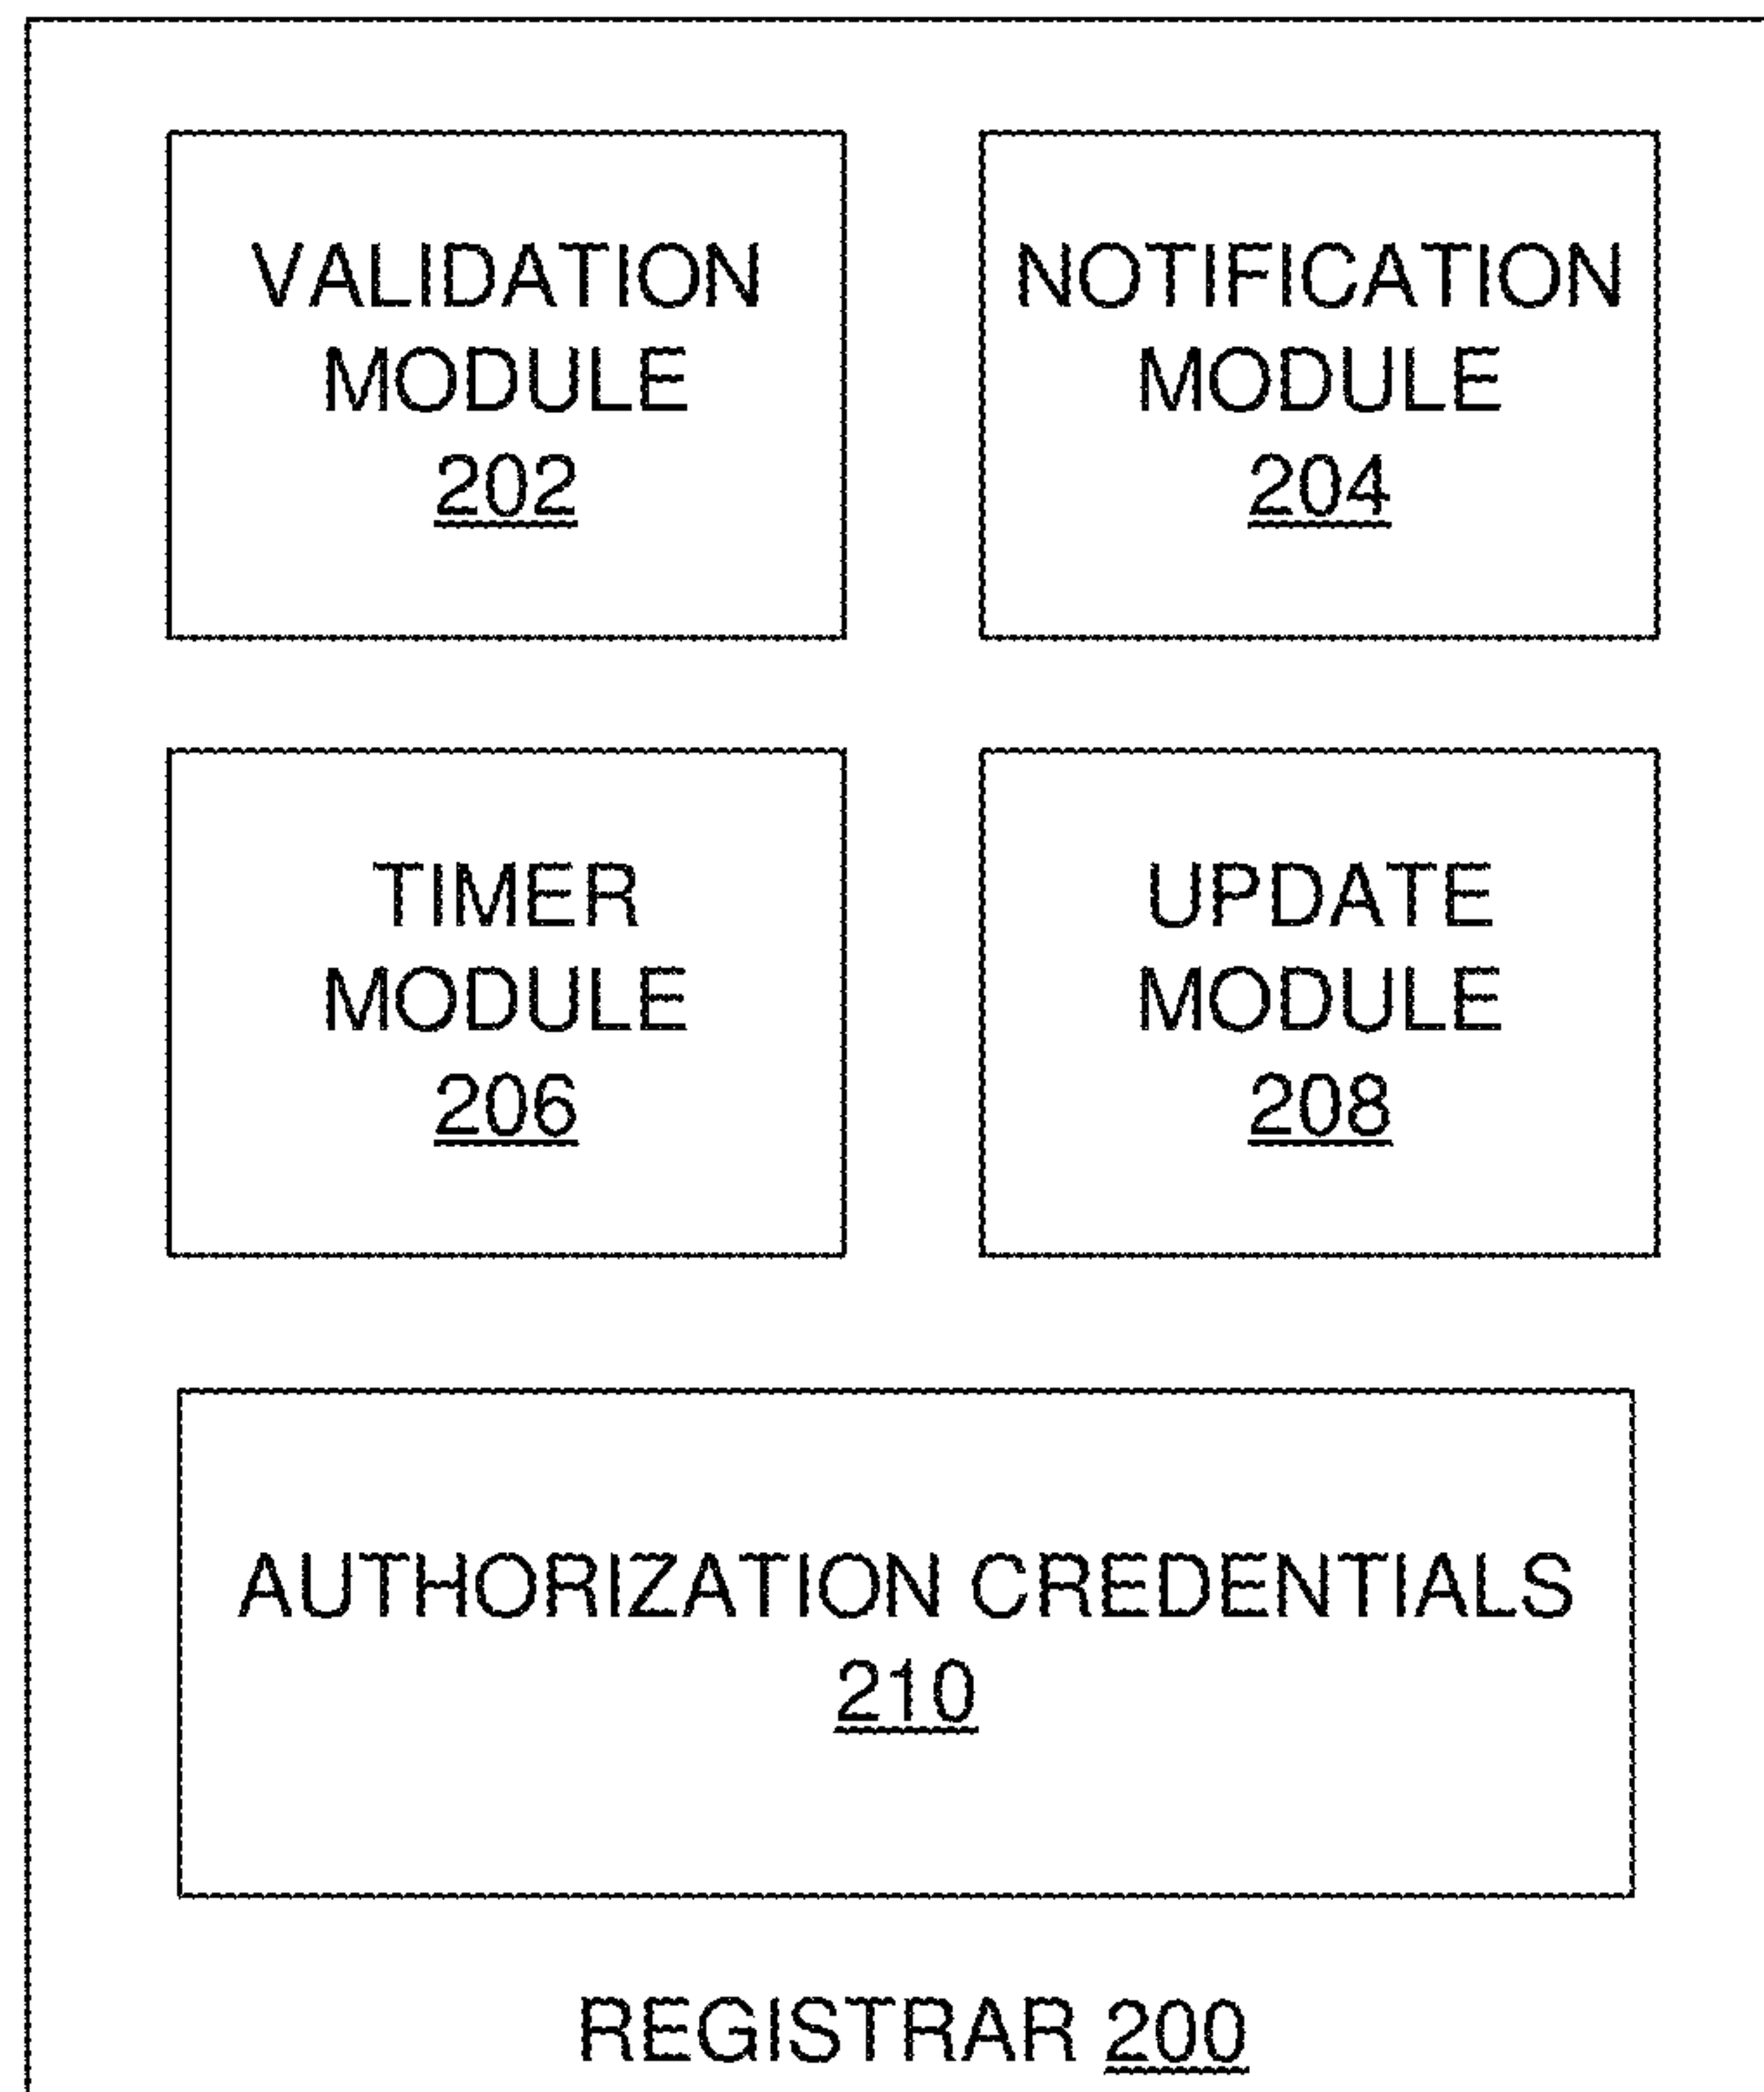 VALIDATION
MODULE
202
NOTIFICATION
MODULE
204
TIMER
MODULE
206
UPDATE
MODULE
208
AUTHORIZATION CREDENTIALS
210
REGISTRAR 200